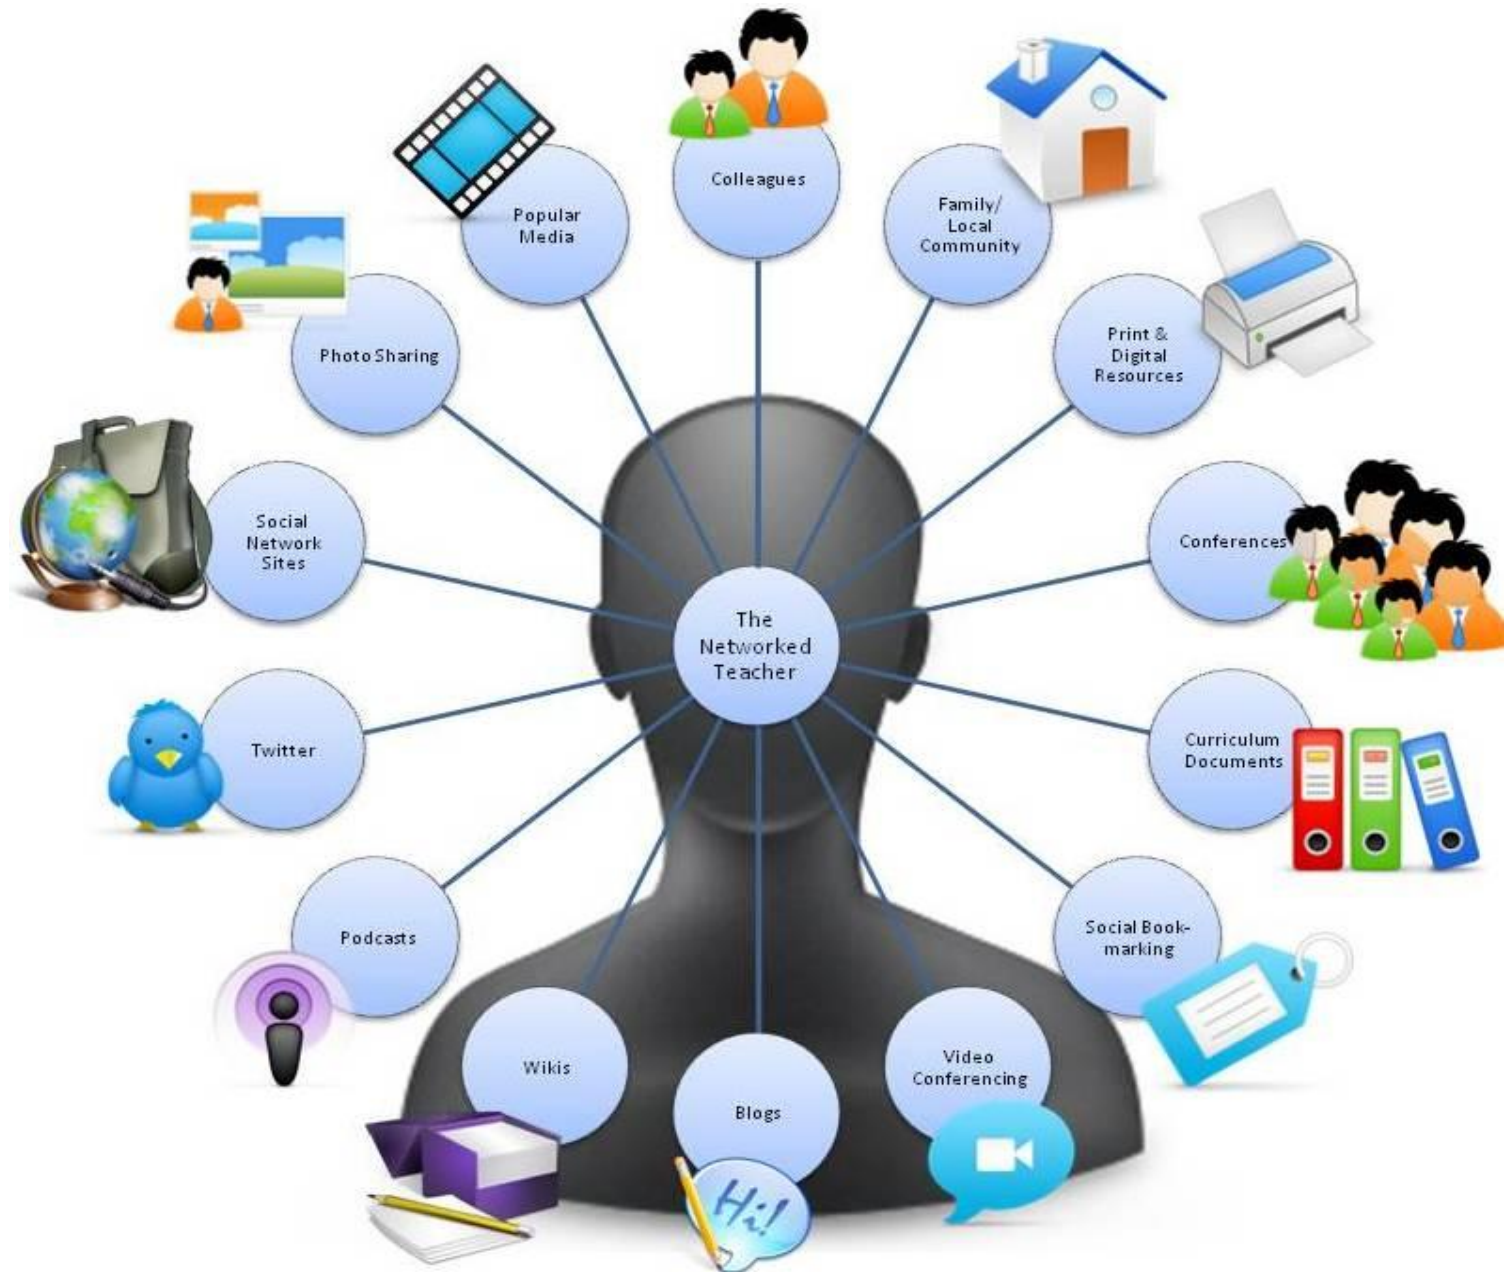 Colleagues
Family/
Local
Community
Print &
Digital
Resources
Conferences
Curriculum
Documents
Social Book-
marking
Video
Conferencing
Blogs
Hi!
Wikis
Podcasts
Twitter
Social
Network
Sites
Photo Sharing
Popular
Media
The
Networked
Teacher